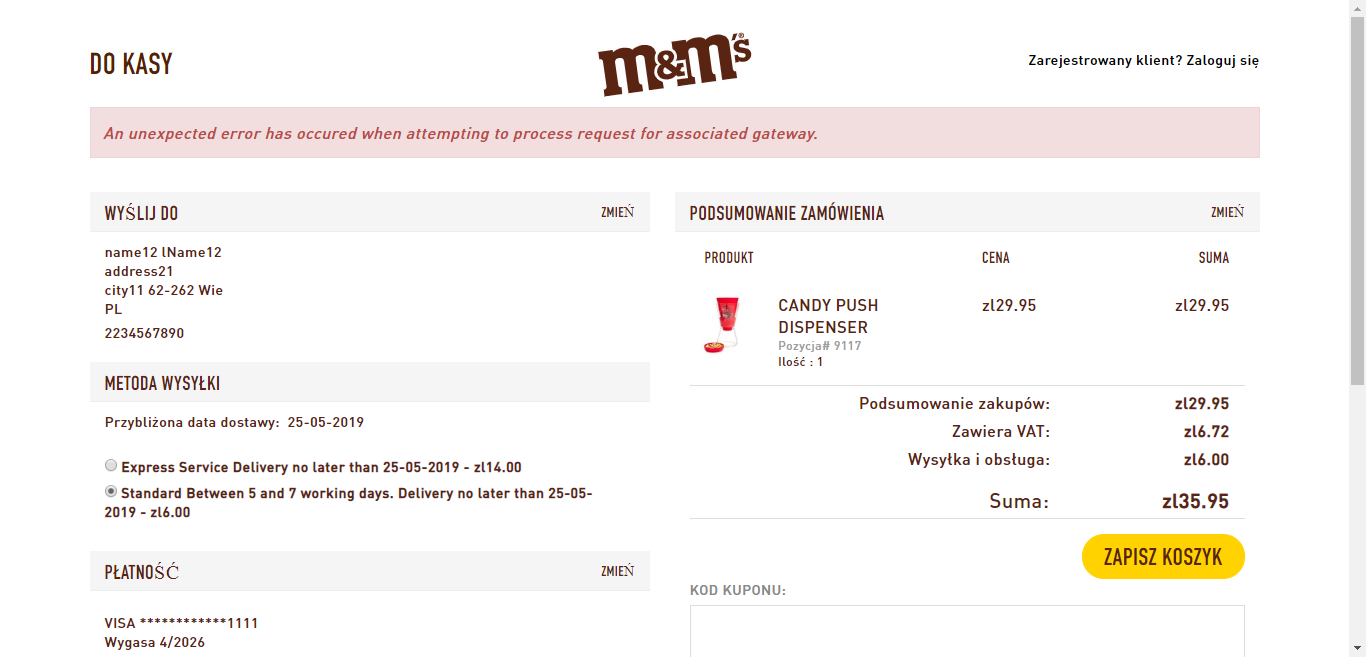 DO KASY
m&m's®
Zarejestrowany klient? Zaloguj się
An unexpected error has occured when attempting to process request for associated gateway.
WYŚLIJ DO
ZMIEŃ
name12 lName12
address21
city11 62-262 Wie
PL
2234567890
METODA WYSYŁKI
Przybliżona data dostawy: 25-05-2019
Express Service Delivery no later than 25-05-2019 - zl14.00
Standard Between 5 and 7 working days. Delivery no later than 25-05-
2019 - zl6.00
PŁATNOŚĆ
ZMIEŃ
VISA ************1111
Wygasa 4/2026
PODSUMOWANIE ZAMÓWIENIA
ZMIEŃ
PRODUKT CENA SUMA
CANDY PUSH zl29.95 zl29.95
DISPENSER
Pozycja# 9117
Ilość : 1
Podsumowanie zakupów: zl29.95
Zawiera VAT: zl6.72
Wysyłka i obsługa: zl6.00
Suma: zl35.95
ZAPISZ KOSZYK
KOD KUPONU: